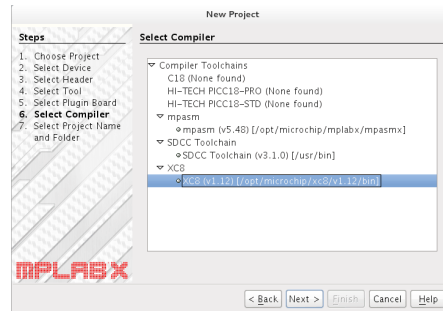 New Project
Steps
1. Choose Project
2. Select Device
3. Select Header
4. Select Tool
5. Select Plugin Board
6. Select Compiler
7. Select Project Name
and Folder
MPLABX
Select Compiler
Compiler Toolchains
C18 (None found)
HI-TECH PICC18-PRO (None found)
HI-TECH PICC18-STD (None found)
mpasm
mpasm (v5.48) [/opt/microchip/mplabx/mpasmx]
SDCC Toolchain
SDCC Toolchain (v3.1.0) [/usr/bin]
XC8
XC8 (v1.12) [/opt/microchip/xc8/v1.12/bin]
< Back Next > Finish Cancel Help